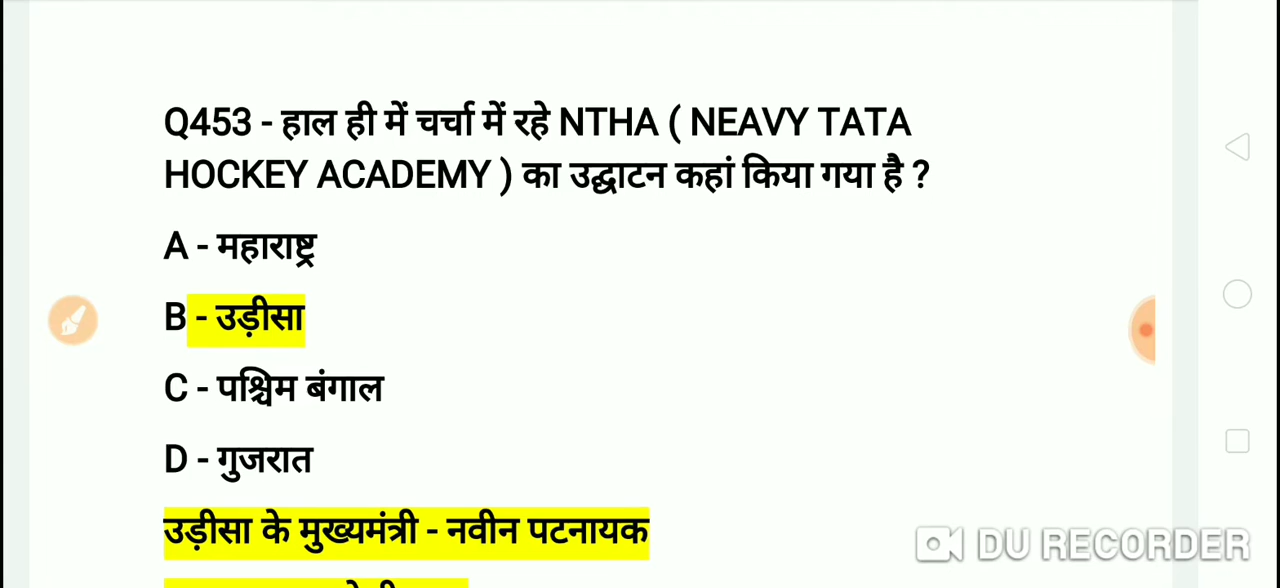 Q453 - हाल ही में चर्चा में रहे NTHA ( NEAVY TATA
HOCKEY ACADEMY ) का उद्घाटन कहां किया गया है ?
A - महाराष्ट्र
B - उड़ीसा
C - पश्चिम बंगाल
D - गुजरात
उड़ीसा के मुख्यमंत्री - नवीन पटनायक
DU RECORDER